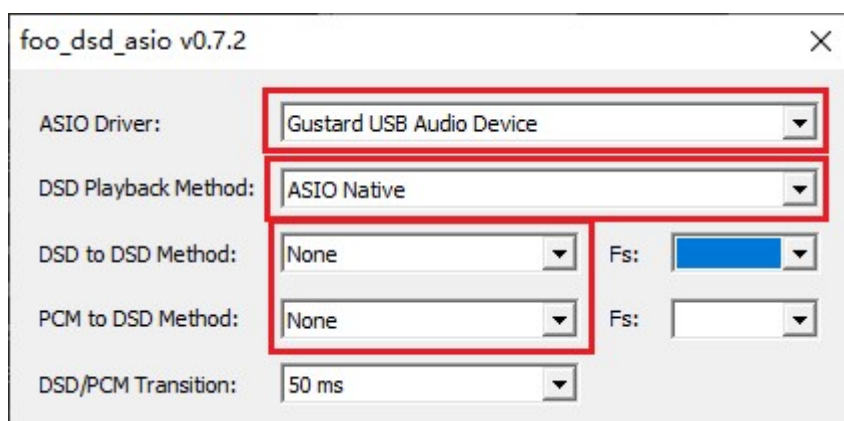 foo_dsd_asio v0.7.2
ASIO Driver: Gustard USB Audio Device
DSD Playback Method: ASIO Native
DSD to DSD Method: None Fs:
PCM to DSD Method: None Fs:
DSD/PCM Transition: 50 ms